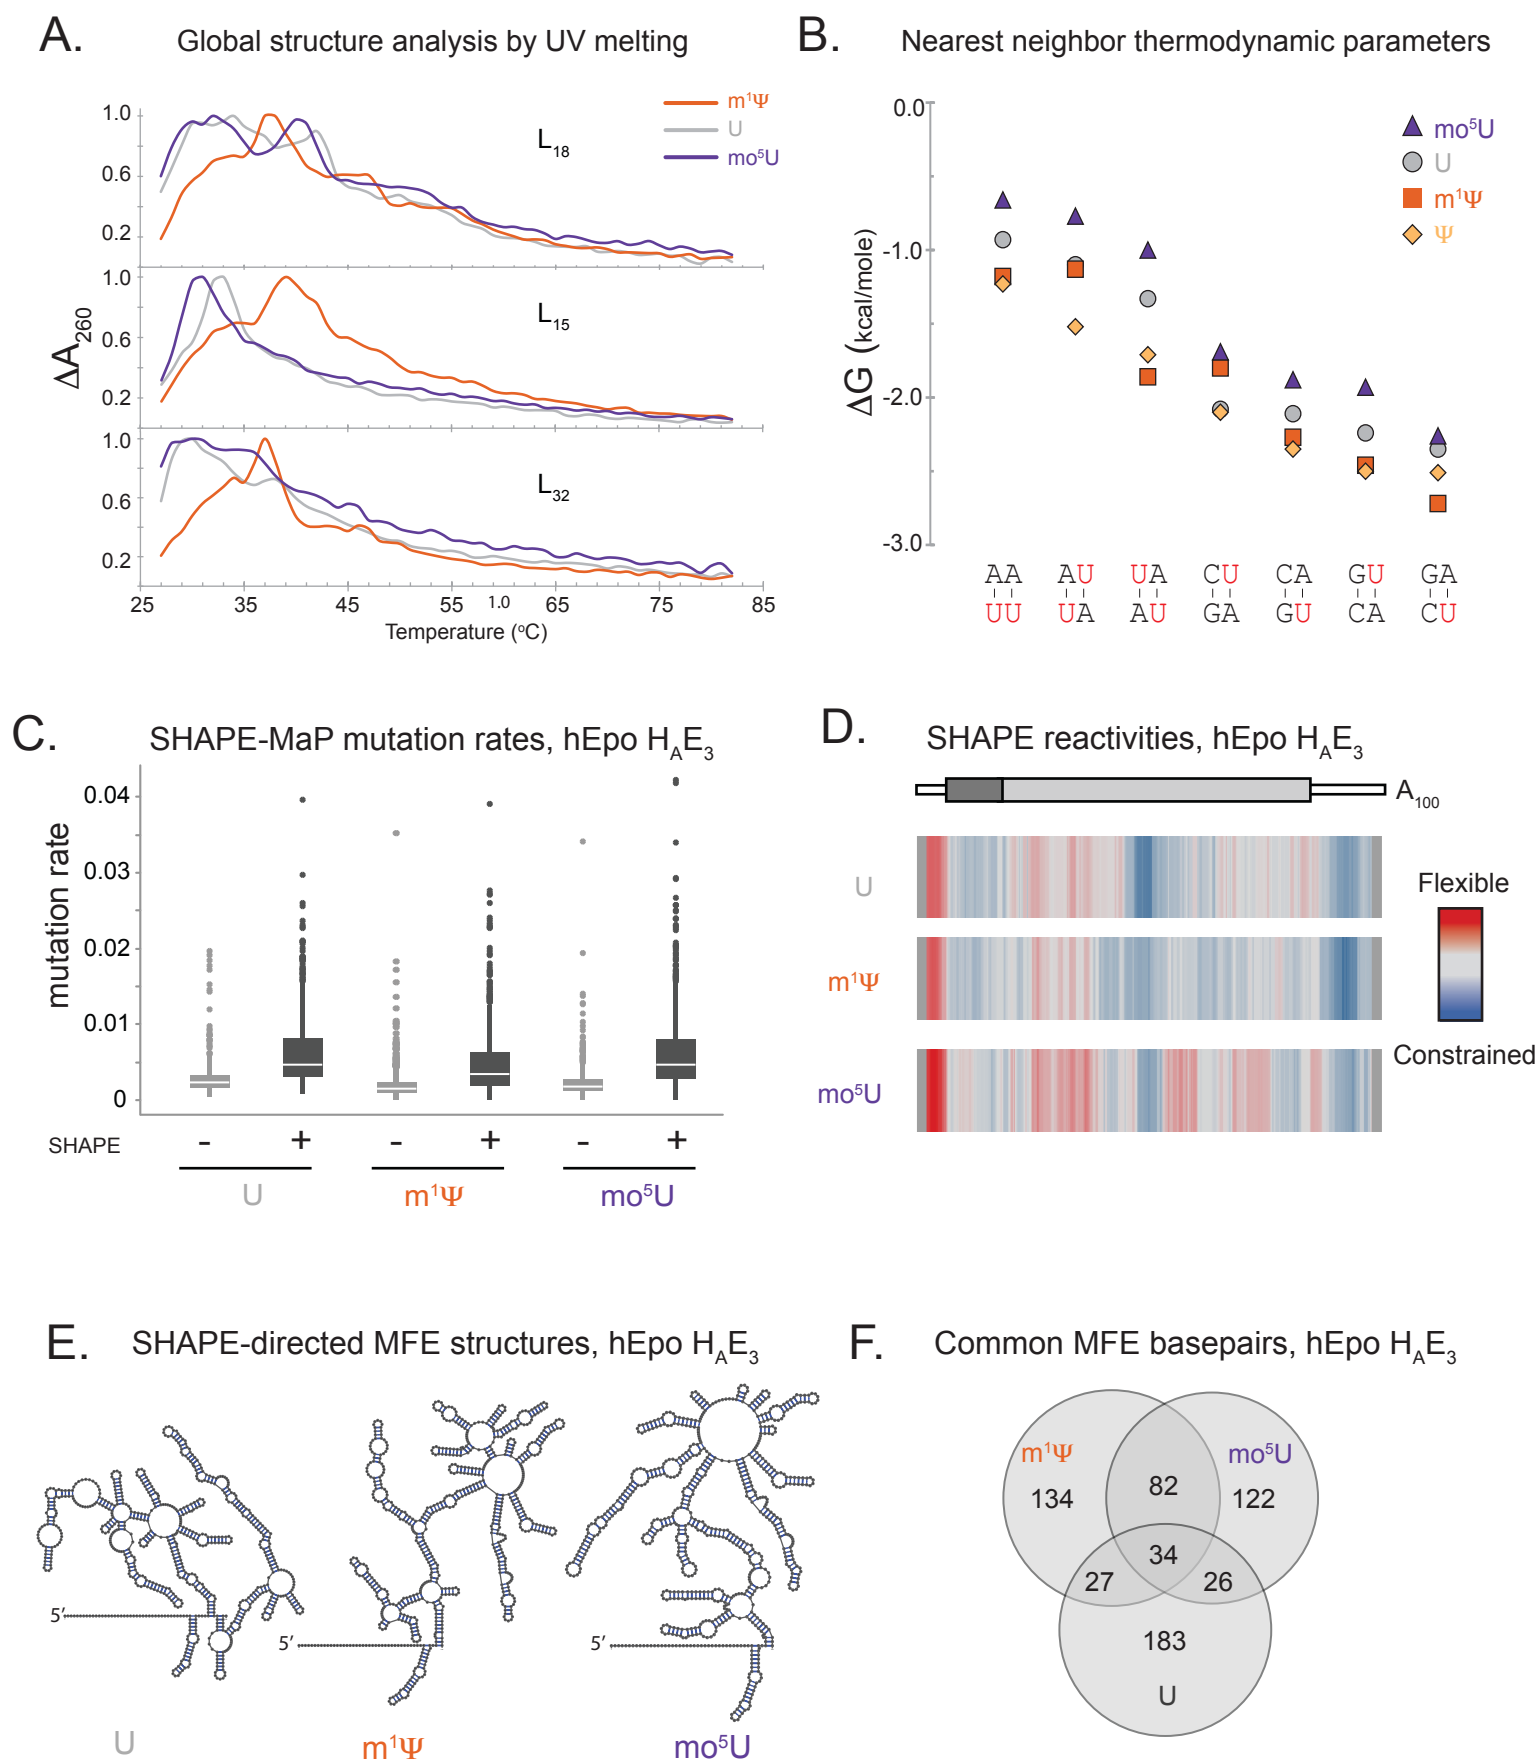 A.
Global structure analysis by UV melting
m¹Ψ
U
mo⁵U
1.0
0.6
0.2
L₁₈
1.0
0.6
0.2
L₁₅
1.0
0.6
0.2
L₃₂
ΔA₂₆₀
25 35 45 55 1.0 65 75 85
Temperature (°C)
B.
Nearest neighbor thermodynamic parameters
0.0
-1.0
-2.0
-3.0
ΔG (kcal/mole)
mo⁵U
U
m¹Ψ
Ψ
AA AU UA CU CA GU GA
UU UA AU GA GU CA CU
C.
SHAPE-MaP mutation rates, hEpo H_AE₃
mutation rate
0.04
0.03
0.02
0.01
0
SHAPE - + - + - +
U m¹Ψ mo⁵U
D.
SHAPE reactivities, hEpo H_AE₃
A₁₀₀
U
m¹Ψ
mo⁵U
Flexible
Constrained
E.
SHAPE-directed MFE structures, hEpo H_AE₃
5′
5′
5′
U m¹Ψ mo⁵U
F.
Common MFE basepairs, hEpo H_AE₃
m¹Ψ mo⁵U
134 82 122
34
27 26
183
U